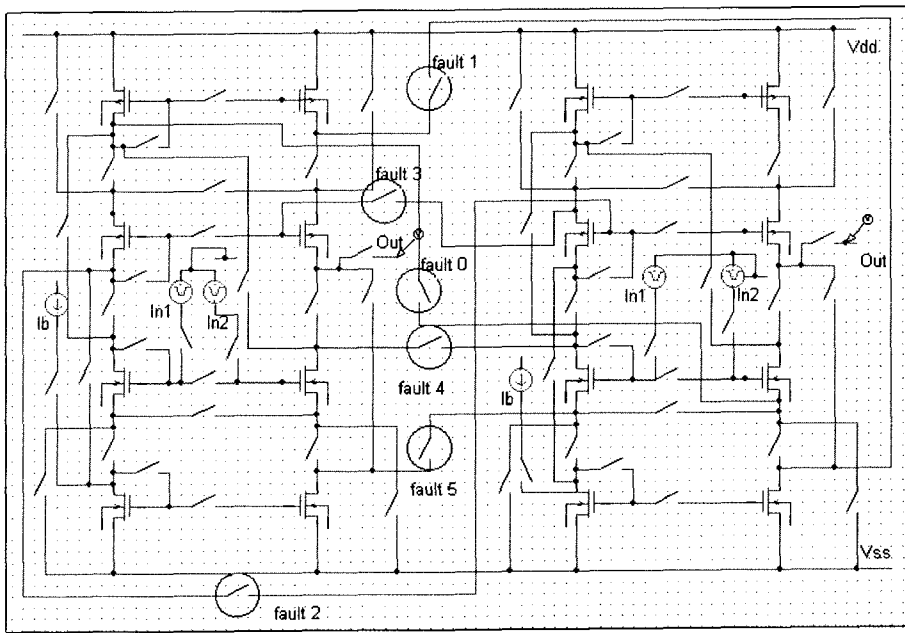 fault 1
Vdd
fault 3
Out
Out
fault 0
In1
In2
In1
In2
Ib
fault 4
Ib
fault 5
Vss
fault 2